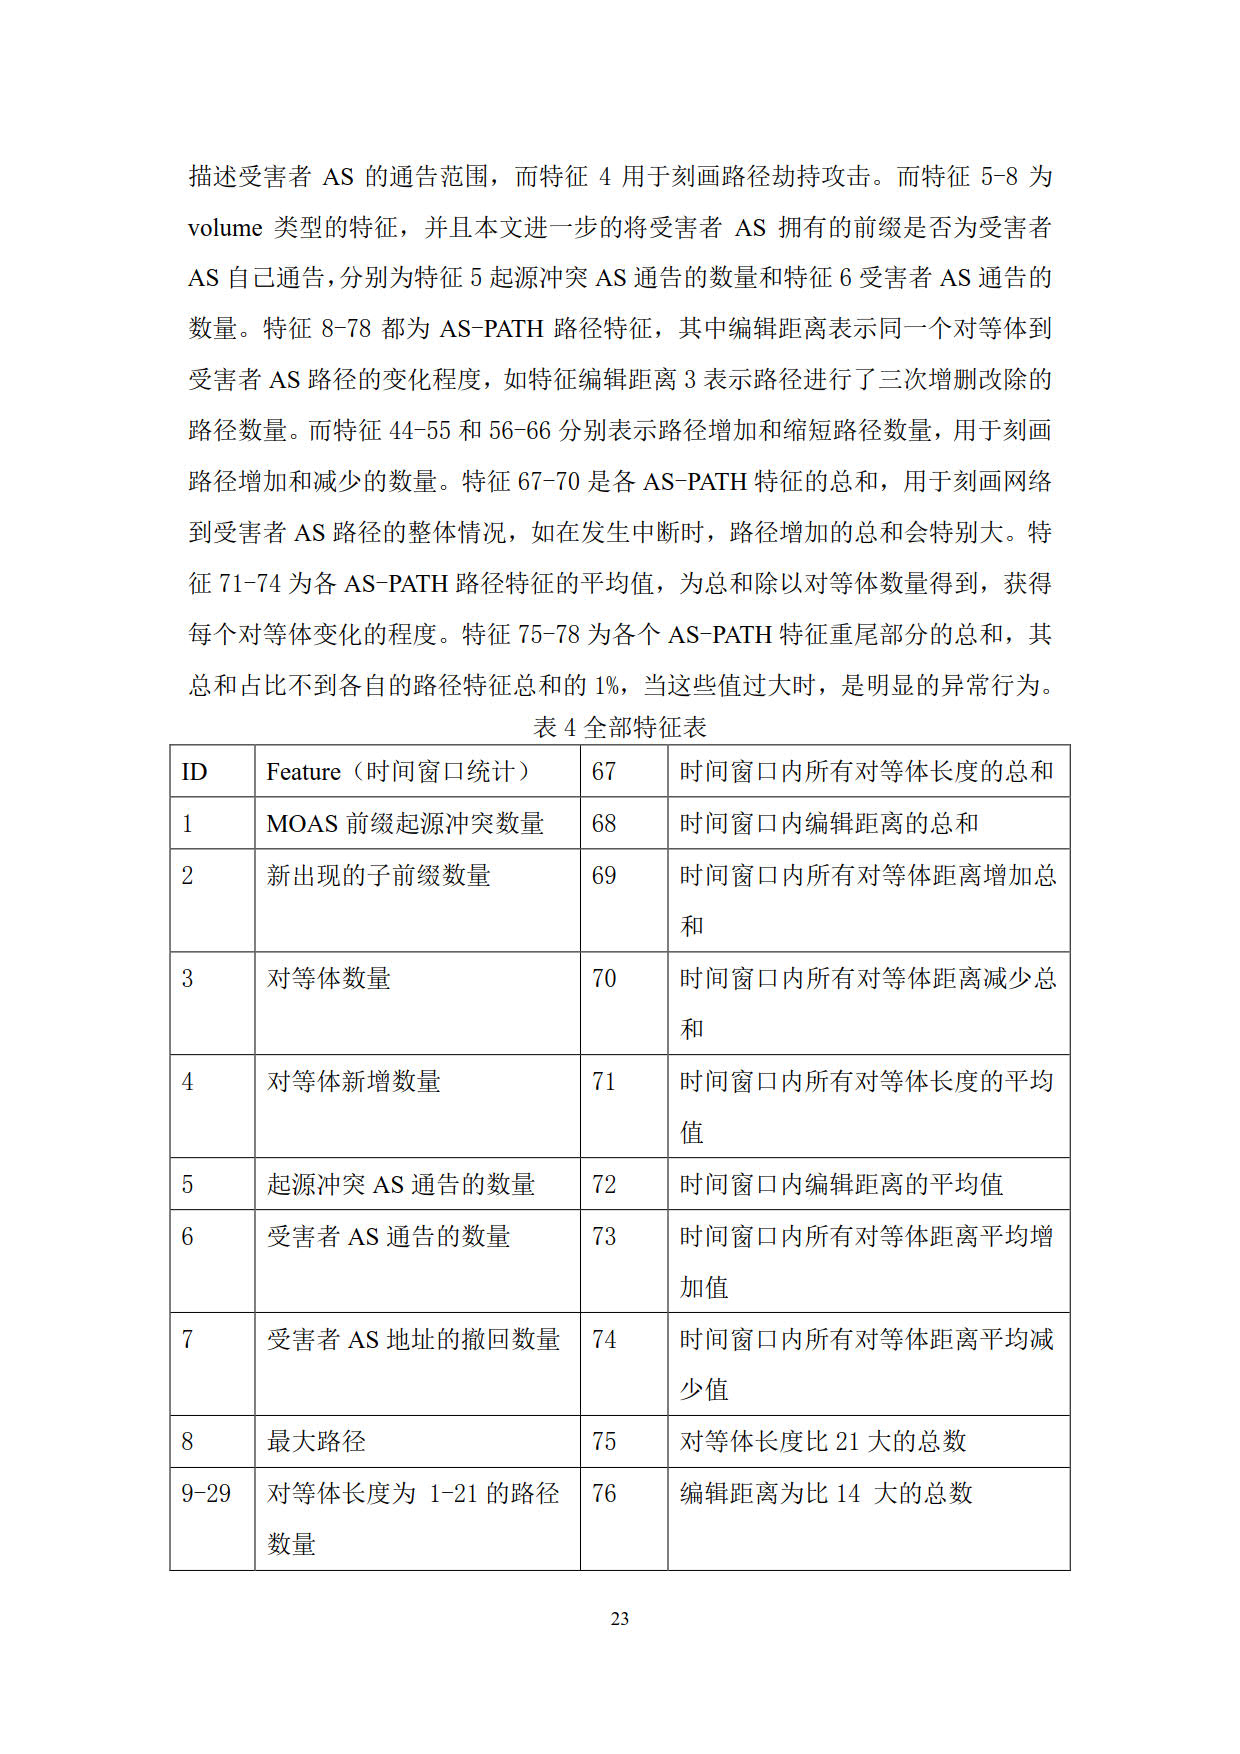 描述受害者 AS 的通告范围，而特征 4 用于刻画路径劫持攻击。而特征 5-8 为
volume 类型的特征，并且本文进一步的将受害者 AS 拥有的前缀是否为受害者
AS 自己通告，分别为特征 5 起源冲突 AS 通告的数量和特征 6 受害者 AS 通告的
数量。特征 8-78 都为 AS-PATH 路径特征，其中编辑距离表示同一个对等体到
受害者 AS 路径的变化程度，如特征编辑距离 3 表示路径进行了三次增删改除的
路径数量。而特征 44-55 和 56-66 分别表示路径增加和缩短路径数量，用于刻画
路径增加和减少的数量。特征 67-70 是各 AS-PATH 特征的总和，用于刻画网络
到受害者 AS 路径的整体情况，如在发生中断时，路径增加的总和会特别大。特
征 71-74 为各 AS-PATH 路径特征的平均值，为总和除以对等体数量得到，获得
每个对等体变化的程度。特征 75-78 为各个 AS-PATH 特征重尾部分的总和，其
总和占比不到各自的路径特征总和的 1%，当这些值过大时，是明显的异常行为。
表 4 全部特征表
ID Feature（时间窗口统计） 67 时间窗口内所有对等体长度的总和
1 MOAS 前缀起源冲突数量 68 时间窗口内编辑距离的总和
2 新出现的子前缀数量 69 时间窗口内所有对等体距离增加总
和
3 对等体数量 70 时间窗口内所有对等体距离减少总
和
4 对等体新增数量 71 时间窗口内所有对等体长度的平均
值
5 起源冲突 AS 通告的数量 72 时间窗口内编辑距离的平均值
6 受害者 AS 通告的数量 73 时间窗口内所有对等体距离平均增
加值
7 受害者 AS 地址的撤回数量 74 时间窗口内所有对等体距离平均减
少值
8 最大路径 75 对等体长度比 21 大的总数
9-29 对等体长度为 1-21 的路径 76 编辑距离为比 14 大的总数
数量
23